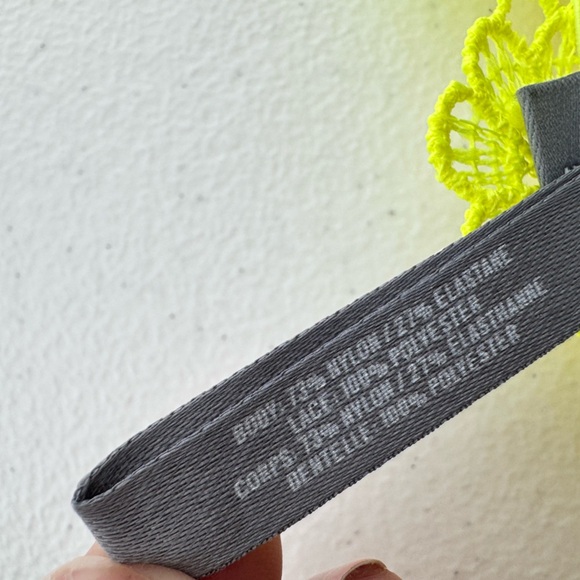 BODY: 73% NYLON / 27% ELASTANE
LACE: 100% POLYESTER
CORPS: 73% NYLON / 27% ELASTHANNE
DENTELLE: 100% POLYESTER